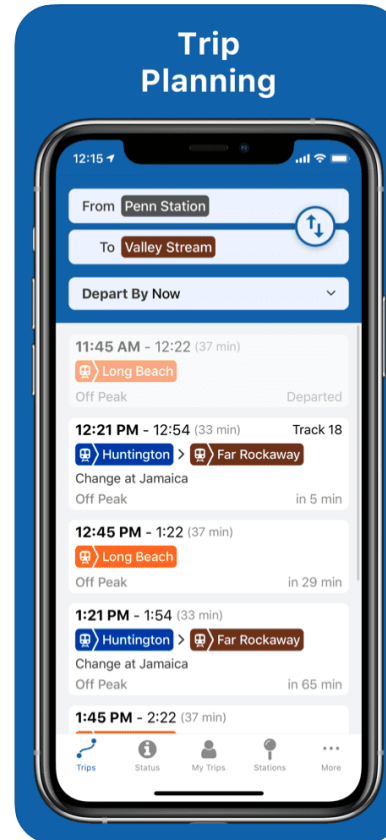 Trip
Planning
12:15
From Penn Station
To Valley Stream
Depart By Now
11:45 AM - 12:22 (37 min)
Long Beach
Off Peak Departed
12:21 PM - 12:54 (33 min) Track 18
Huntington > Far Rockaway
Change at Jamaica
Off Peak in 5 min
12:45 PM - 1:22 (37 min)
Long Beach
Off Peak in 29 min
1:21 PM - 1:54 (33 min)
Huntington > Far Rockaway
Change at Jamaica
Off Peak in 65 min
1:45 PM - 2:22 (37 min)
Trips Status My Trips Stations More